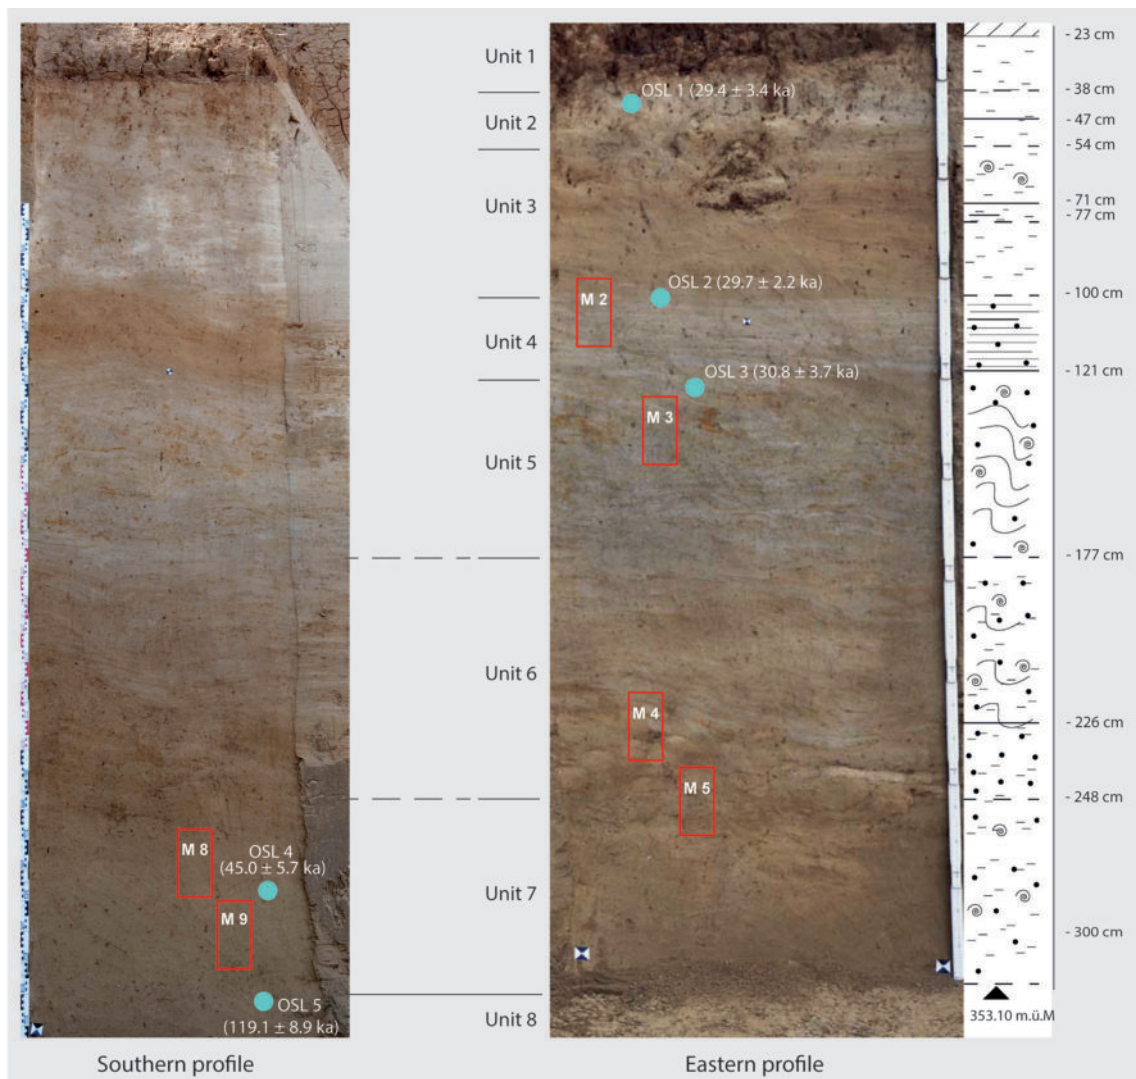 Unit 1
Unit 2
Unit 3
Unit 4
Unit 5
Unit 6
Unit 7
Unit 8
M 8
OSL 4
(45.0 ± 5.7 ka)
M 9
OSL 5
(119.1 ± 8.9 ka)
Southern profile
OSL 1 (29.4 ± 3.4 ka)
M 2
OSL 2 (29.7 ± 2.2 ka)
OSL 3 (30.8 ± 3.7 ka)
M 3
M 4
M 5
Eastern profile
- 23 cm
- 38 cm
- 47 cm
- 54 cm
- 71 cm
- 77 cm
- 100 cm
- 121 cm
- 177 cm
- 226 cm
- 248 cm
- 300 cm
353.10 m.ü.M